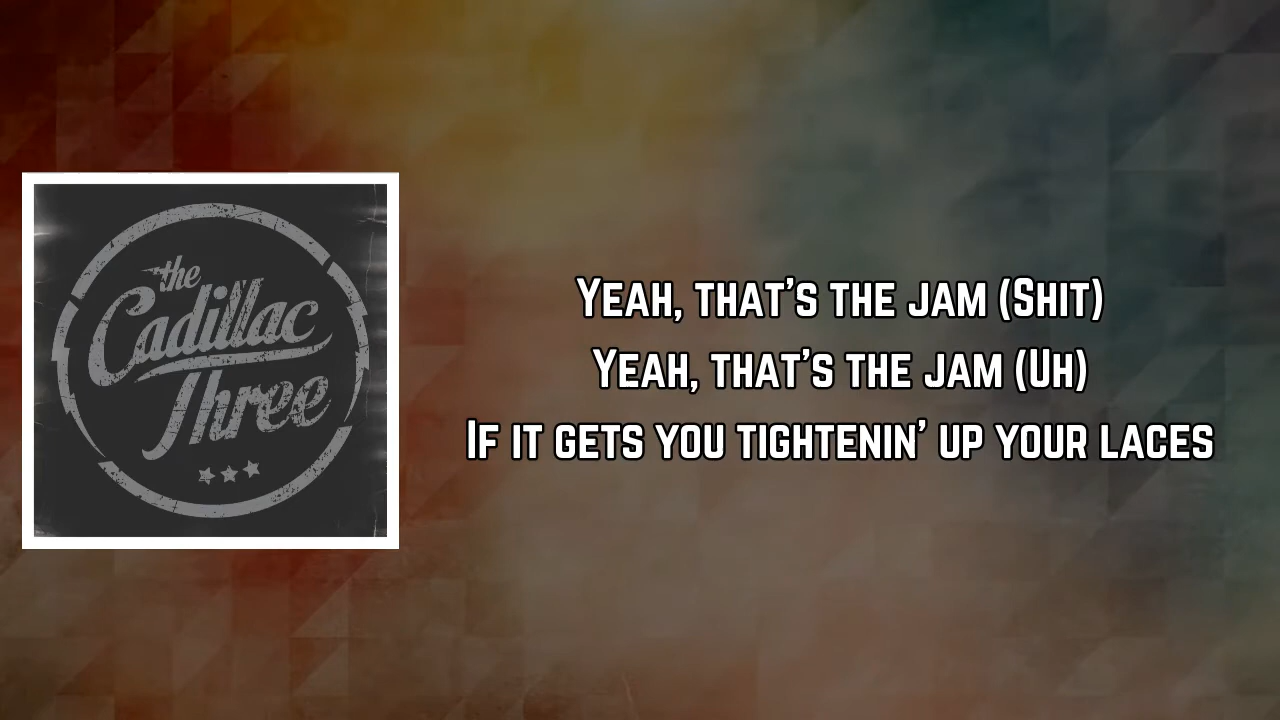 the
Cadillac
Three
Yeah, that's the jam (Shit)
Yeah, that's the jam (Uh)
If it gets you tightenin' up your laces